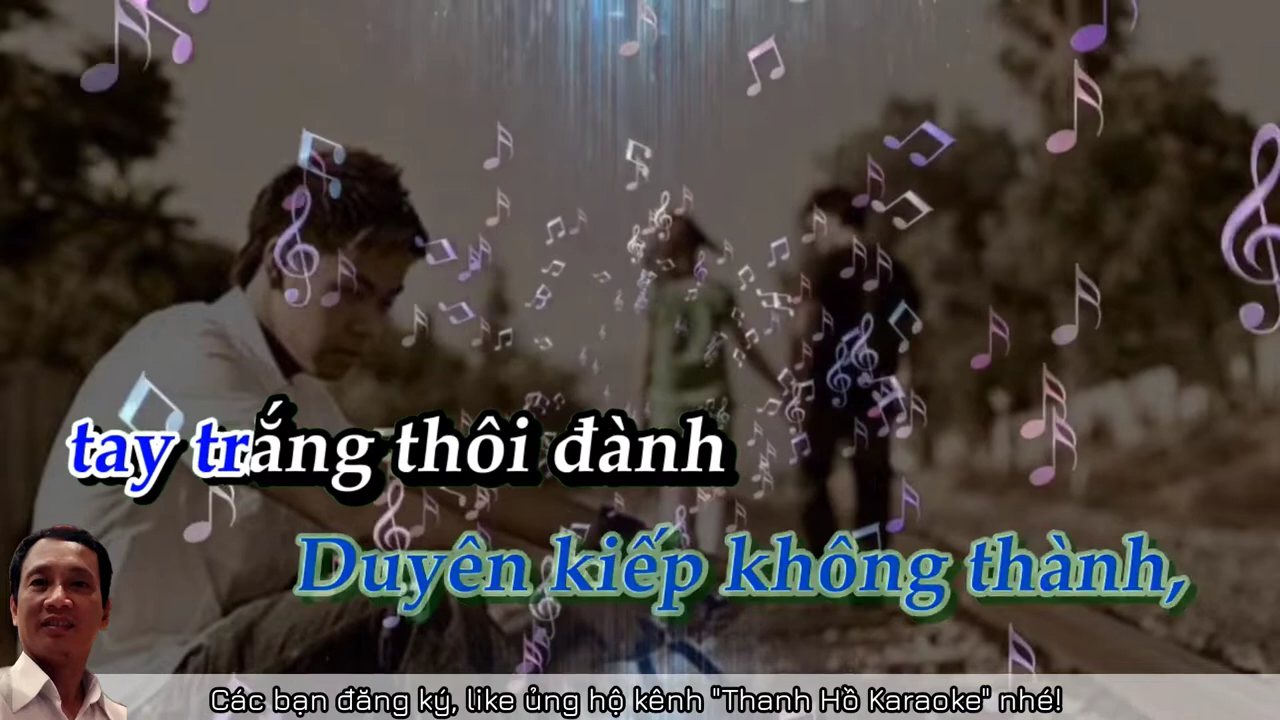 tay trắng thôi đành
Duyên kiếp không thành,
Các bạn đăng ký, like ủng hộ kênh "Thanh Hồ Karaoke" nhé!